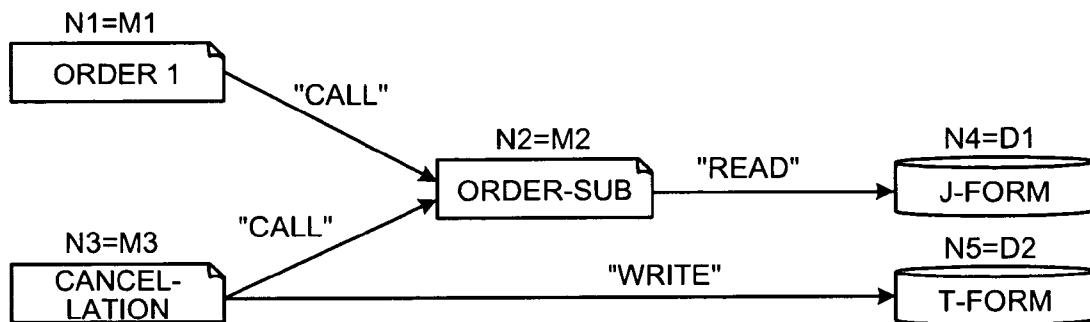 N1=M1
ORDER 1
"CALL"
N2=M2
ORDER-SUB
"READ"
N4=D1
J-FORM
"CALL"
N3=M3
CANCEL-
LATION
"WRITE"
N5=D2
T-FORM